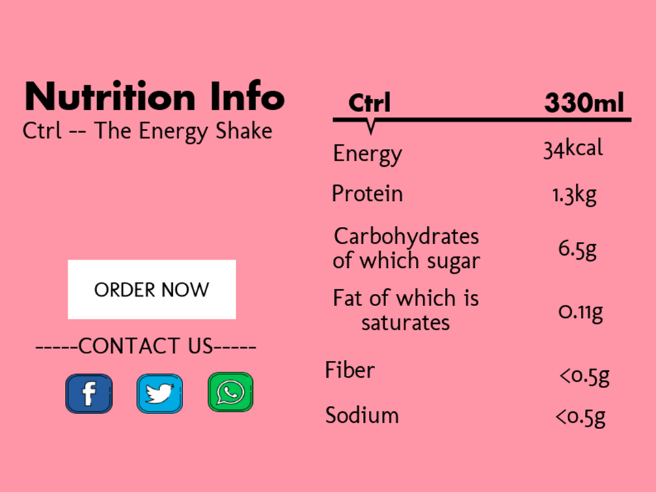 Nutrition Info
Ctrl -- The Energy Shake
ORDER NOW
-----CONTACT US-----
Ctrl 330ml
Energy 34kcal
Protein 1.3kg
Carbohydrates
of which sugar 6.5g
Fat of which is
saturates 0.11g
Fiber <0.5g
Sodium <0.5g